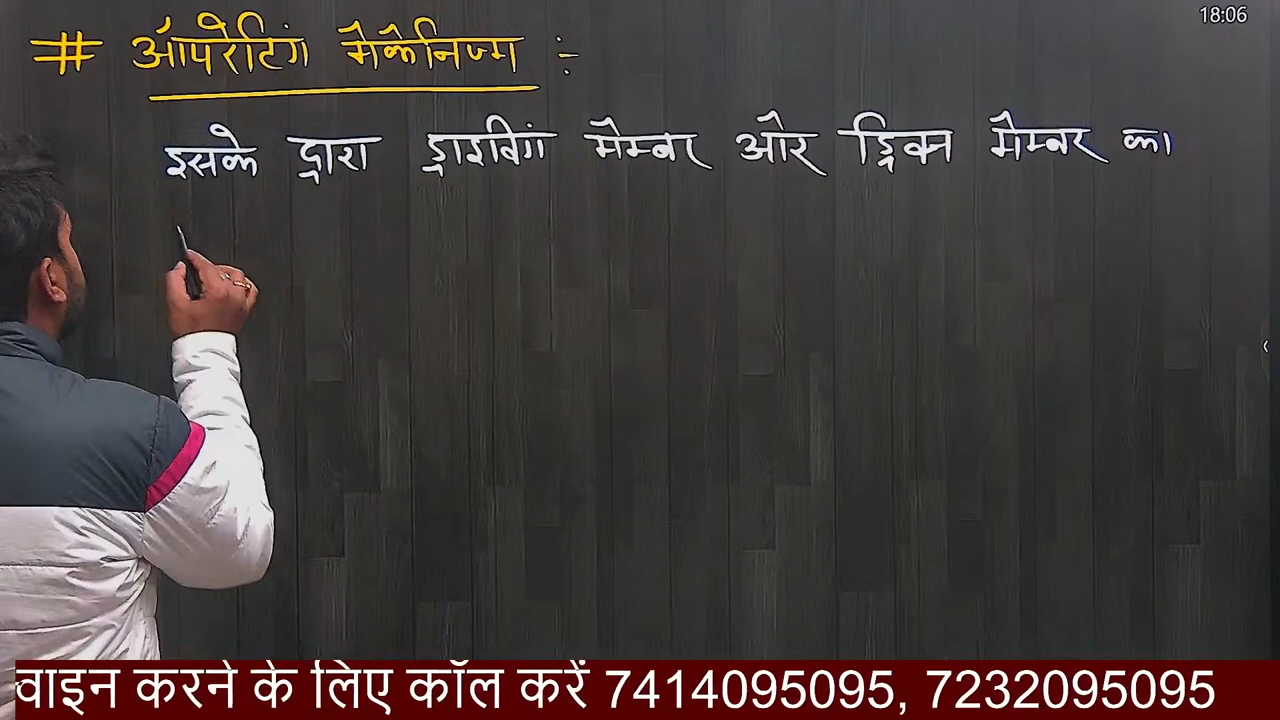 18:06
# ऑपरेटिंग मेकेनिज्म :-
इसके द्वारा ड्राइविंग मेम्बर और ड्रिवन मेम्बर का
वाइन करने के लिए कॉल करें 7414095095, 7232095095